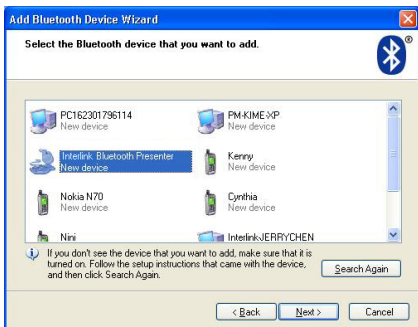 Add Bluetooth Device Wizard
Select the Bluetooth device that you want to add.
PC162301796114
New device
PM-KIME-XP
New device
Interlink Bluetooth Presenter
New device
Kenny
New device
Nokia N70
New device
Cynthia
New device
Nini
Interlink-JERRYCHEN
If you don't see the device that you want to add, make sure that it is
turned on. Follow the setup instructions that came with the device,
and then click Search Again.
Search Again
< Back
Next >
Cancel